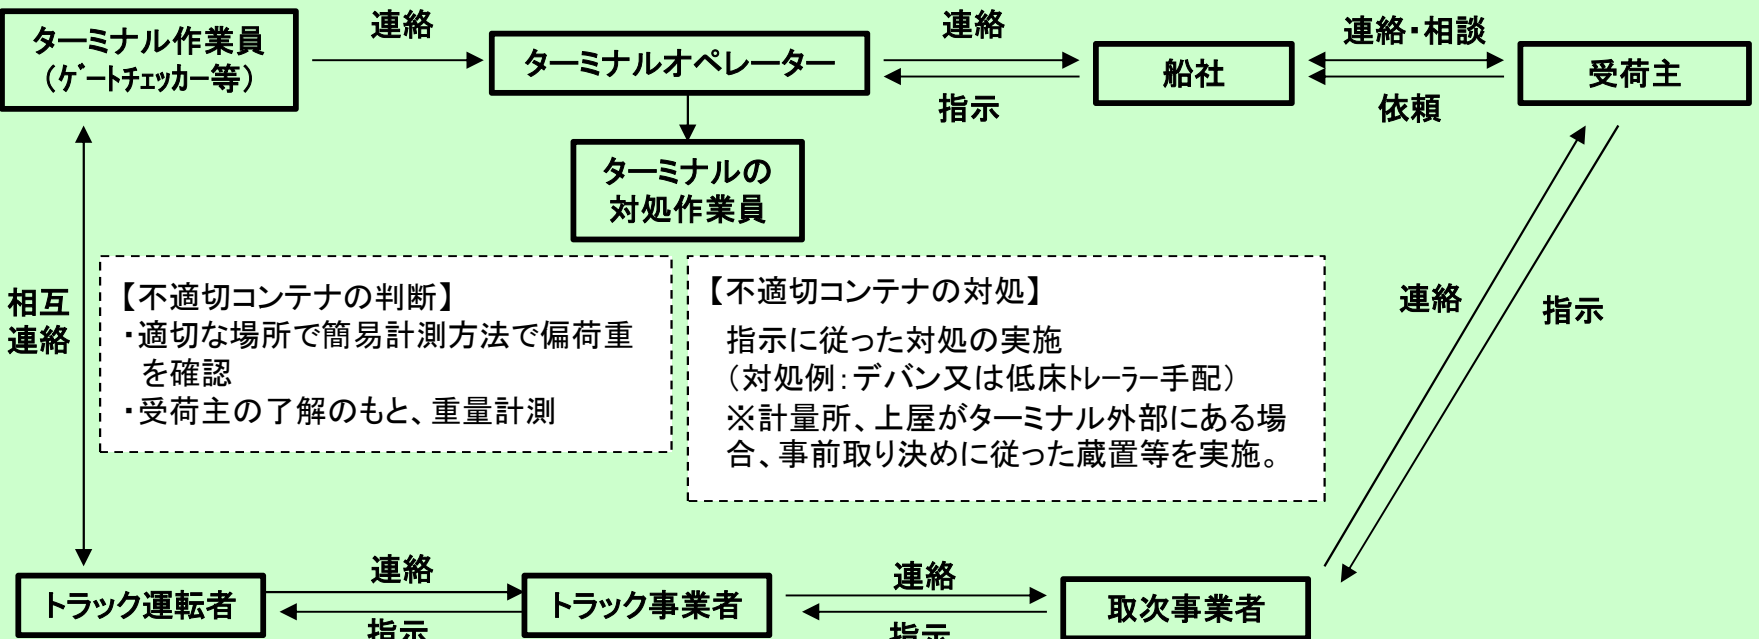 ターミナル作業員
(ｹﾞｰﾄﾁｪｯｶｰ等)
連絡
ターミナルオペレーター
連絡
指示
船社
連絡・相談
依頼
受荷主
ターミナルの
対処作業員
相互
連絡
【不適切コンテナの判断】
・適切な場所で簡易計測方法で偏荷重
を確認
・受荷主の了解のもと、重量計測
【不適切コンテナの対処】
指示に従った対処の実施
(対処例:デバン又は低床ﾄﾚｰﾗｰ手配)
※計量所、上屋がターミナル外部にある場
合、事前取り決めに従った蔵置等を実施。
連絡
指示
トラック運転者
連絡
指示
トラック事業者
連絡
指示
取次事業者